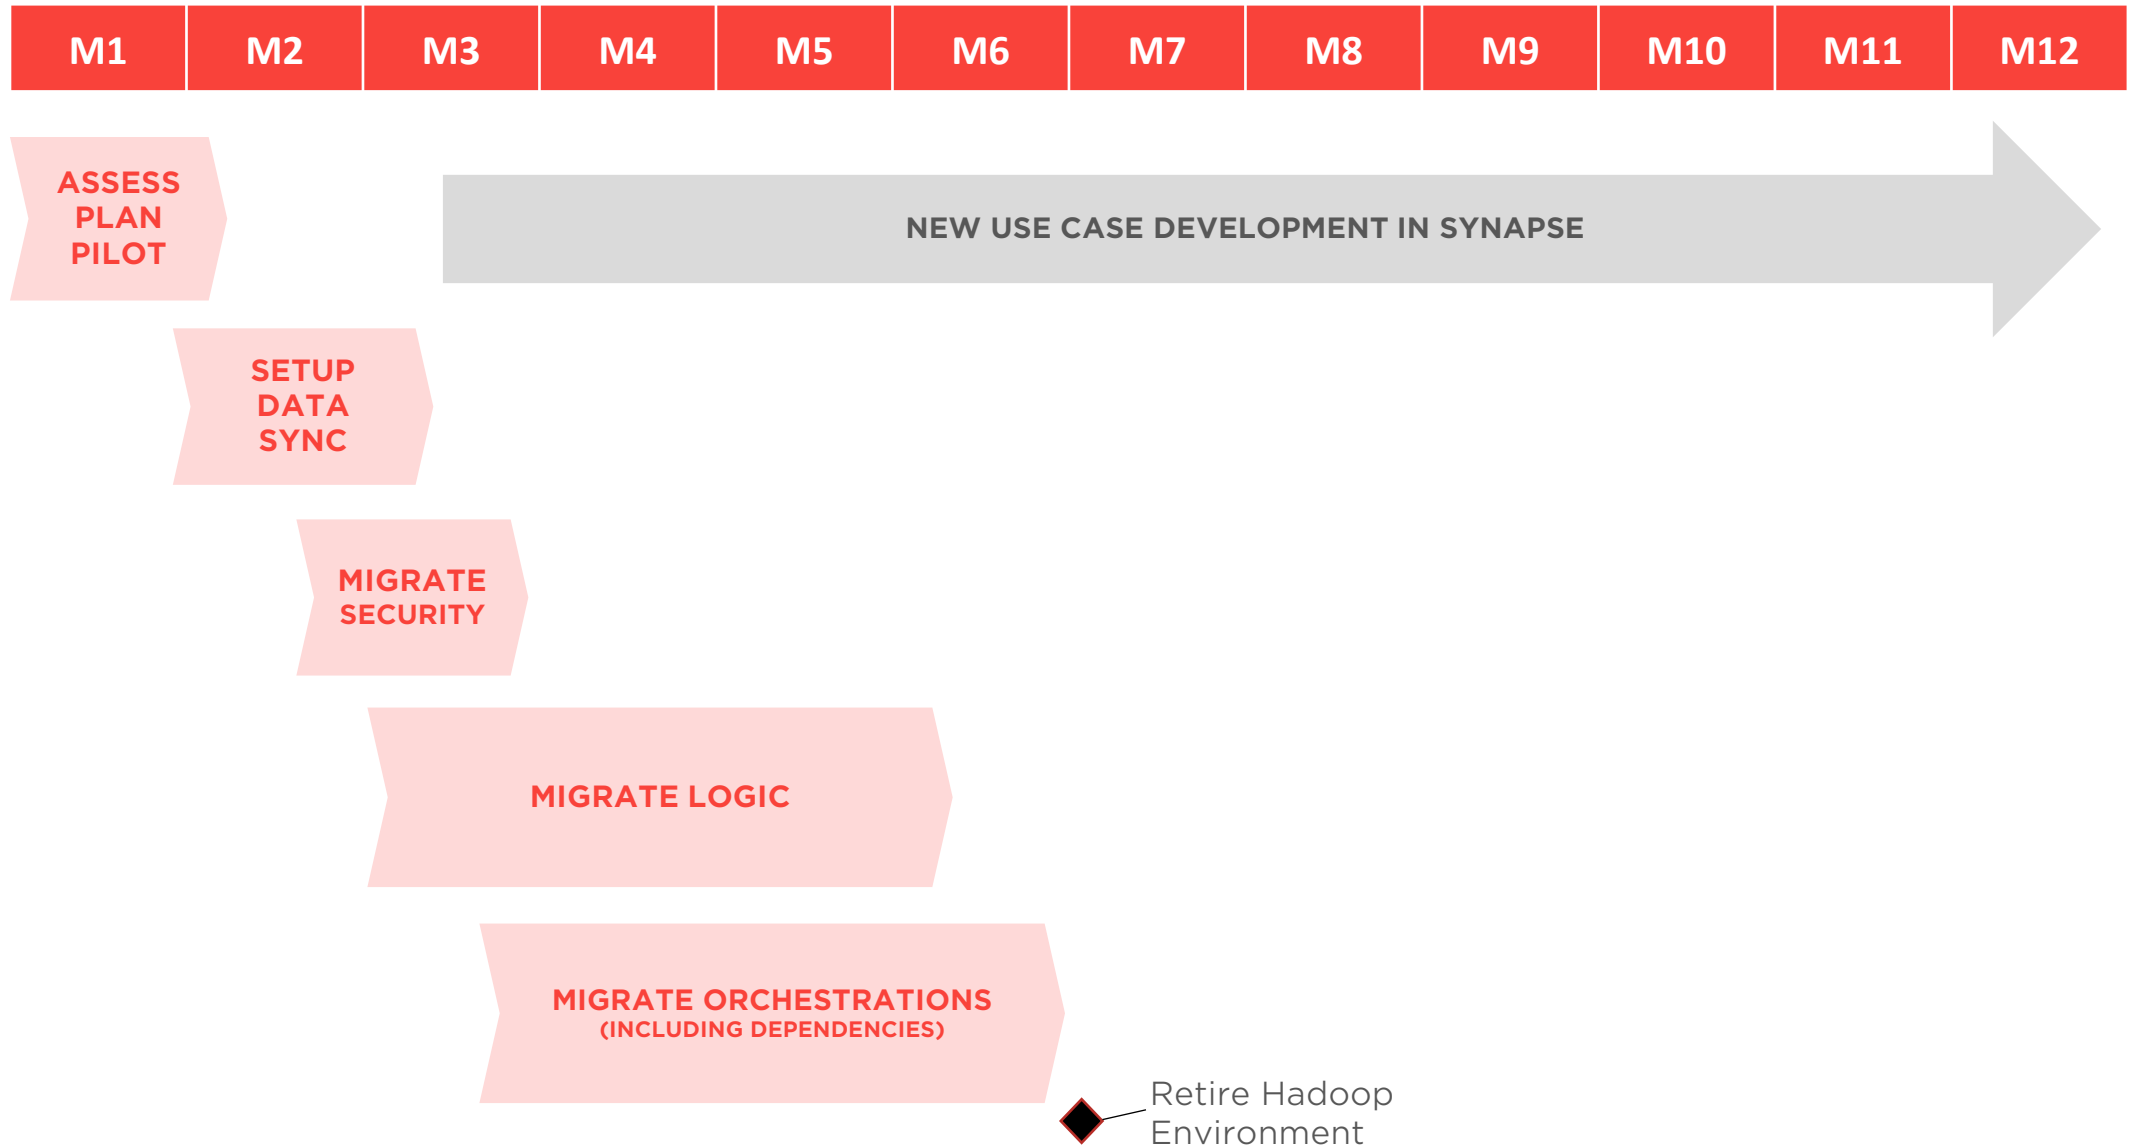 M1 M2 M3 M4 M5 M6 M7 M8 M9 M10 M11 M12
ASSESS
PLAN
PILOT
NEW USE CASE DEVELOPMENT IN SYNAPSE
SETUP
DATA
SYNC
MIGRATE
SECURITY
MIGRATE LOGIC
MIGRATE ORCHESTRATIONS
(INCLUDING DEPENDENCIES)
Retire Hadoop
Environment